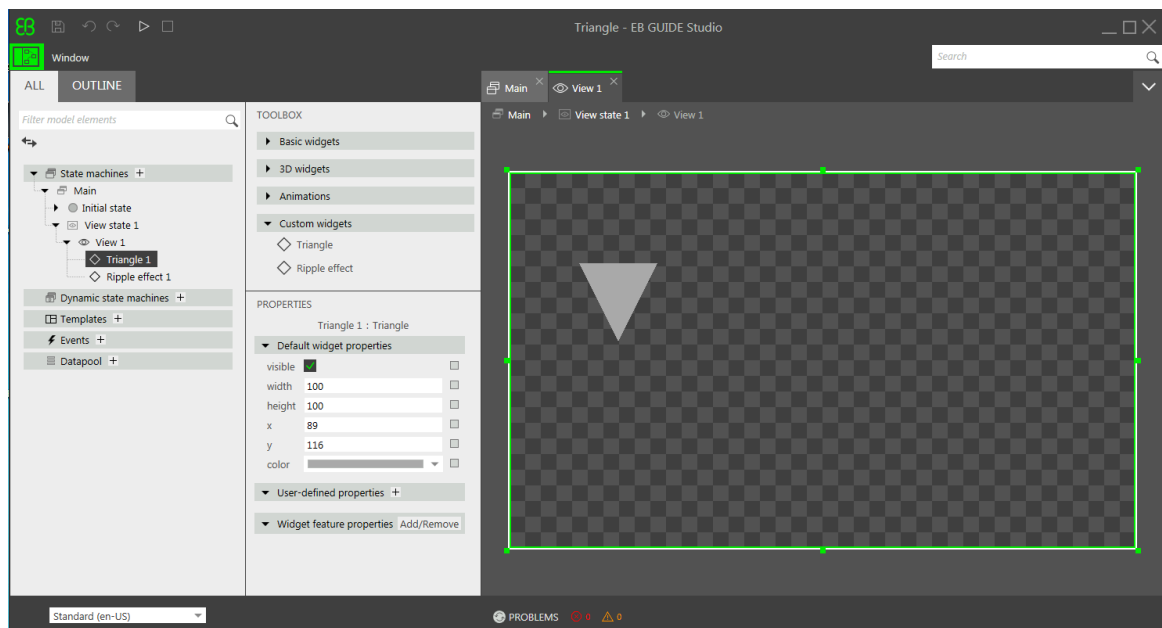 EB
Triangle - EB GUIDE Studio
Window
Search
ALL
OUTLINE
Main
View 1
Filter model elements
TOOLBOX
Main
View state 1
View 1
Basic widgets
3D widgets
Animations
Custom widgets
Triangle
Ripple effect
State machines +
Main
Initial state
View state 1
View 1
Triangle 1
Ripple effect 1
Dynamic state machines +
Templates +
Events +
Datapool +
PROPERTIES
Triangle 1 : Triangle
Default widget properties
visible
width 100
height 100
x 89
y 116
color
User-defined properties +
Widget feature properties Add/Remove
Standard (en-US)
PROBLEMS 0 0